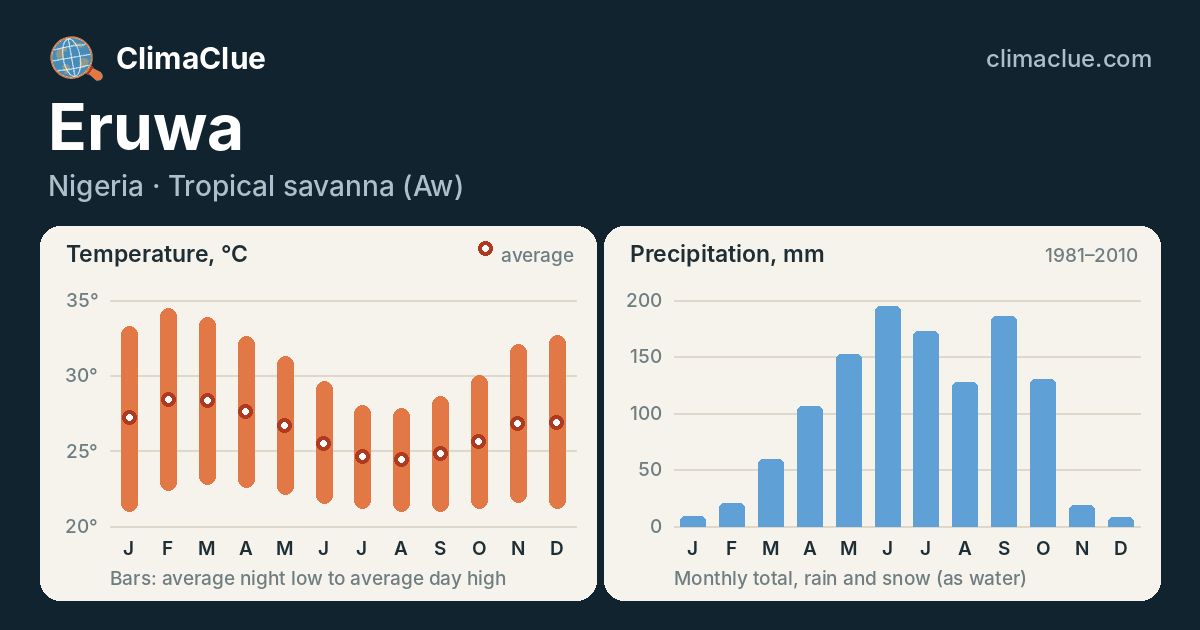 ClimaClue
climaclue.com
Eruwa
Nigeria · Tropical savanna (Aw)
Temperature, °C
average
35°
30°
25°
20°
J F M A M J J A S O N D
Bars: average night low to average day high
Precipitation, mm
1981–2010
200
150
100
50
0
J F M A M J J A S O N D
Monthly total, rain and snow (as water)